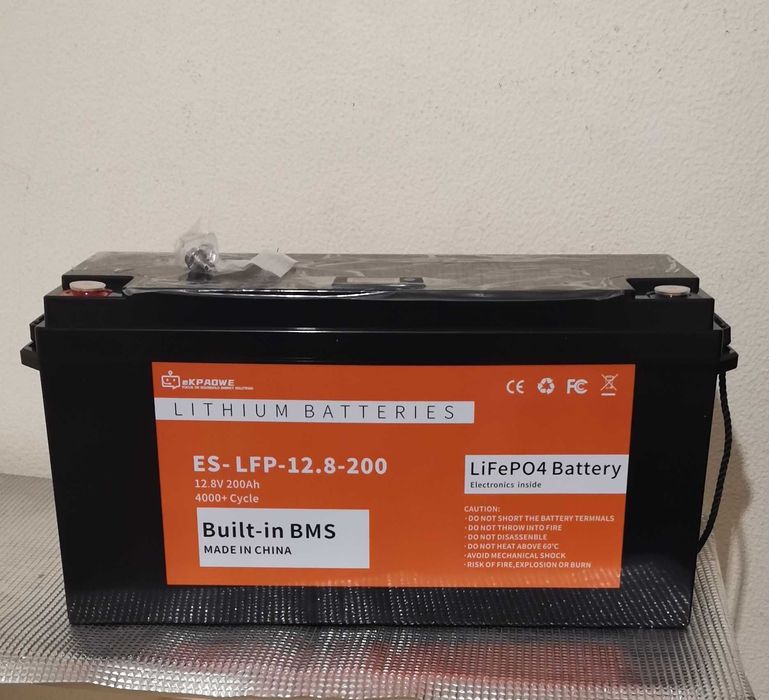 eKPAOWE
LITHIUM BATTERIES
ES- LFP-12.8-200
12.8V 200Ah
4000+ Cycle
Built-in BMS
MADE IN CHINA
CE FC
LiFePO4 Battery
Electronics inside
CAUTION:
·DO NOT SHORT THE BATTERY TERMNALS
·DO NOT THROW INTO FIRE
·DO NOT DISASSENBLE
·DO NOT HEAT ABOVE 60℃
·AVOID MECHANICAL SHOCK
·RISK OF FIRE,EXPLOSION OR BURN